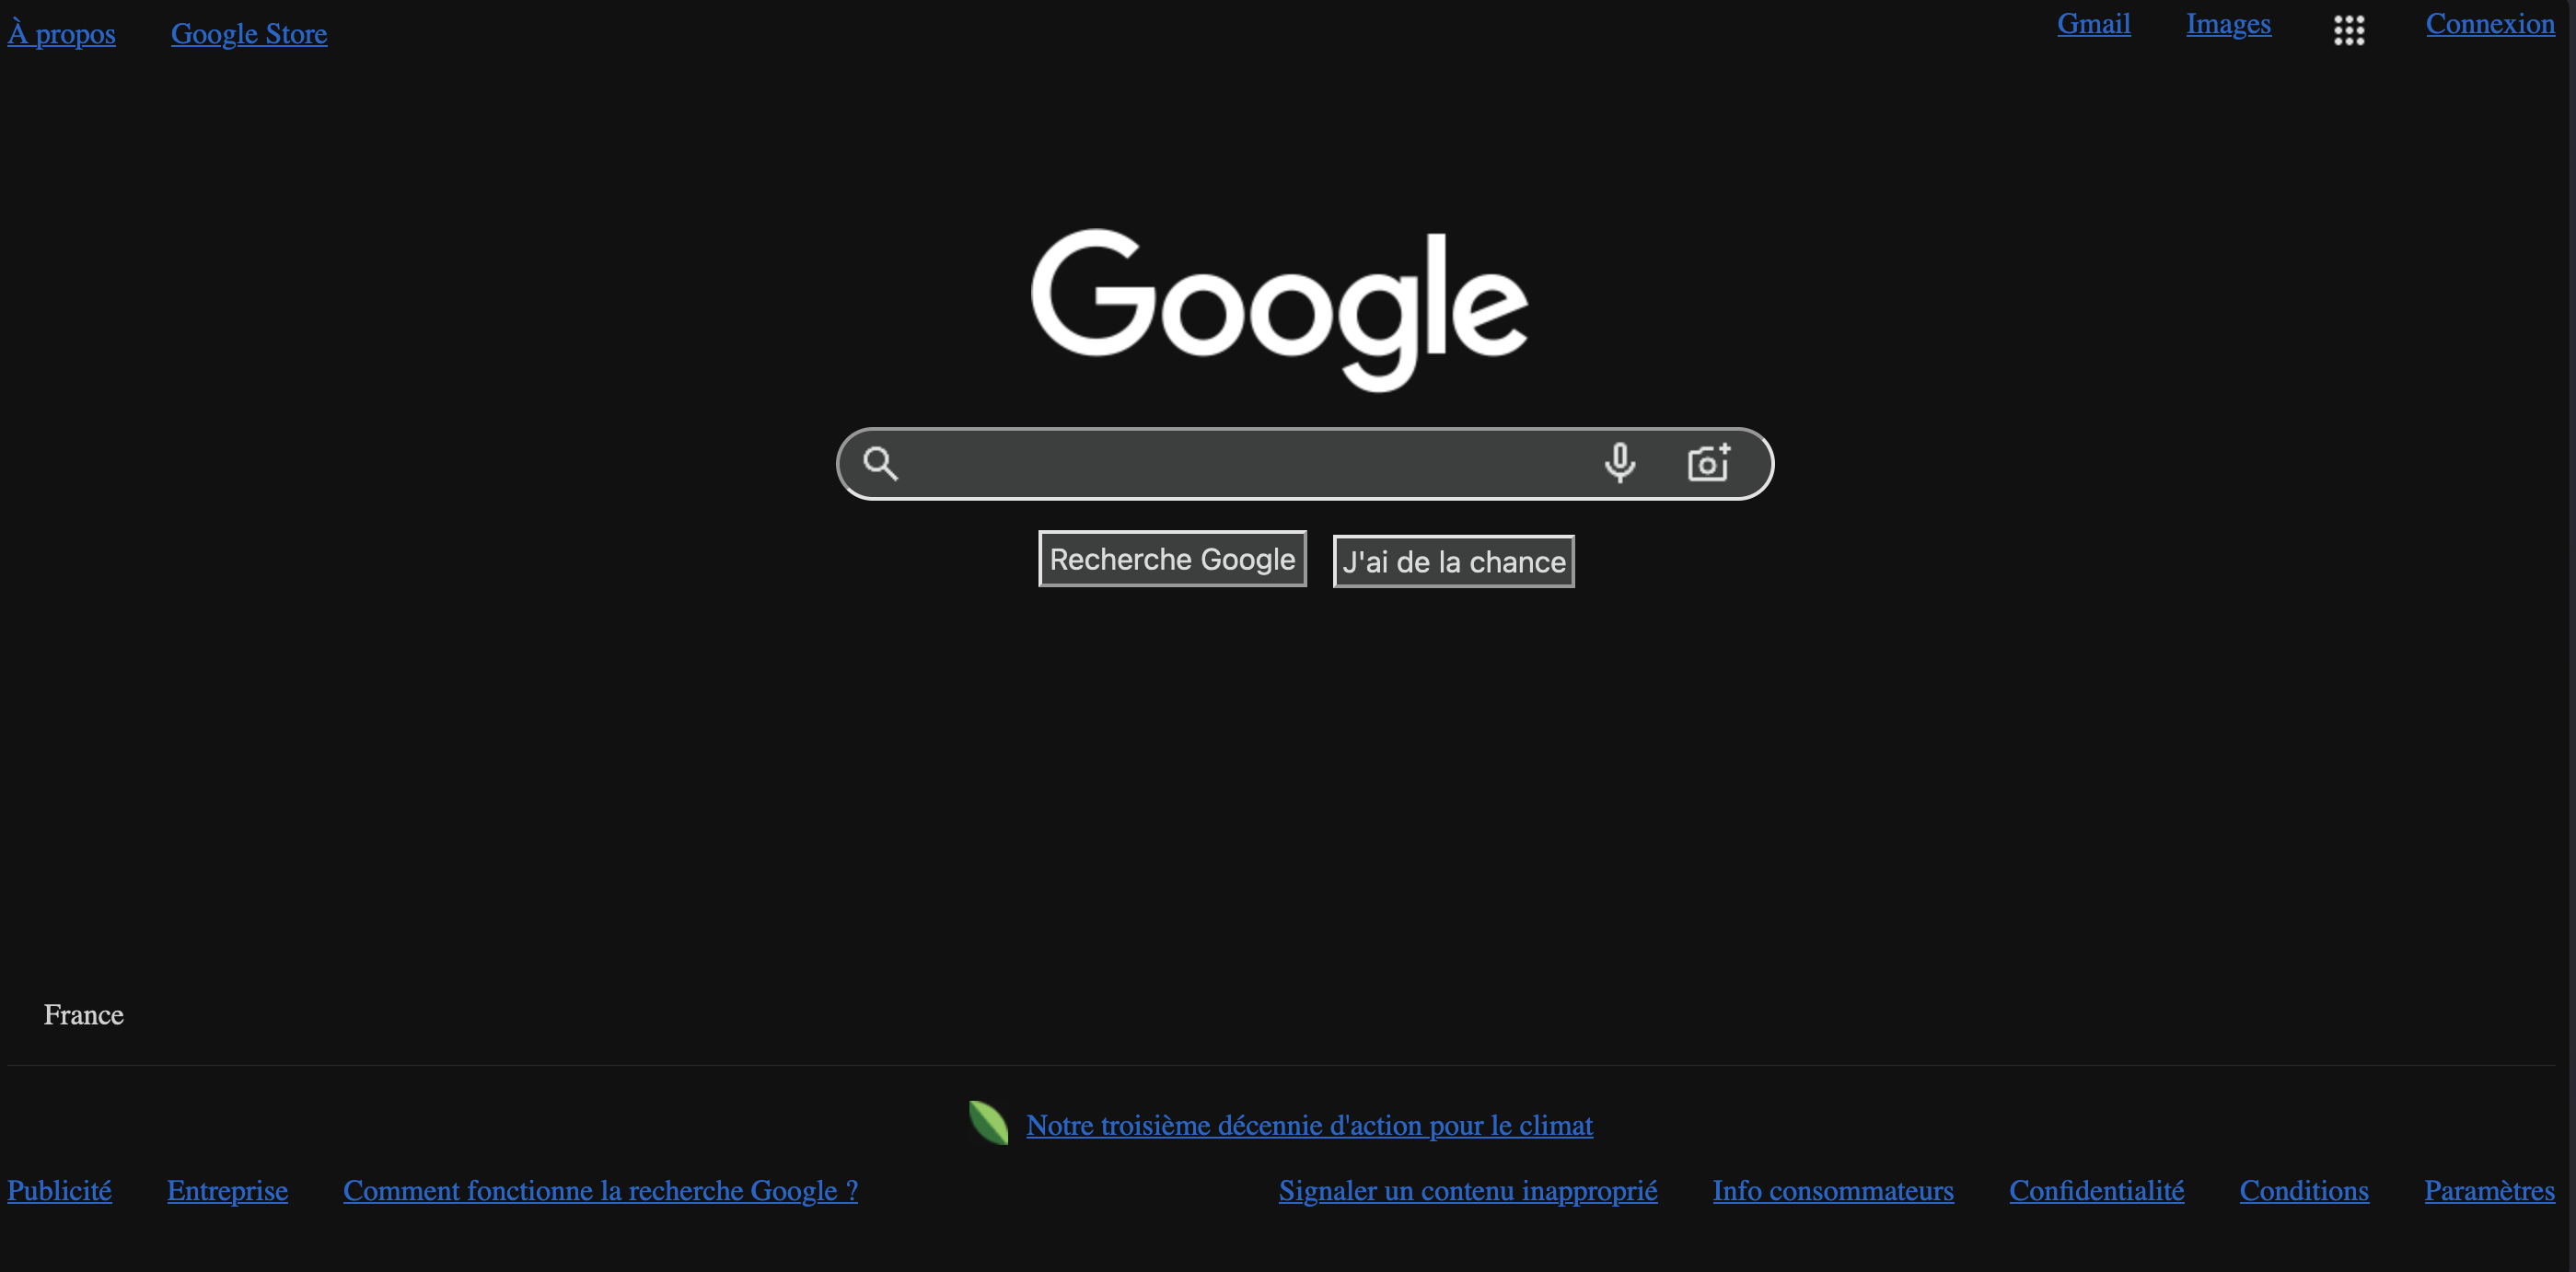 À propos Google Store Gmail Images Connexion
Google
Recherche Google J'ai de la chance
France
Notre troisième décennie d'action pour le climat
Publicité Entreprise Comment fonctionne la recherche Google ? Signaler un contenu inapproprié Info consommateurs Confidentialité Conditions Paramètres